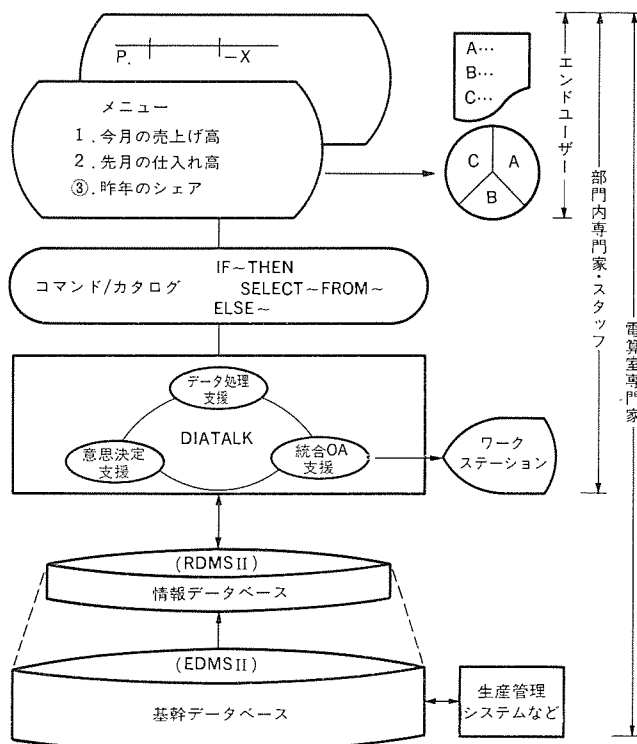 P.
-X
メニュー
1.今月の売上げ高
2.先月の仕入れ高
③.昨年のシェア
A…
B…
C…
C
A
B
エンドユーザー
部門内専門家・スタッフ
電算室専門家
コマンド/カタログ
IF~THEN
SELECT~FROM~
ELSE~
データ処理
支援
DIATALK
意思決定
支援
統合OA
支援
ワーク
ステーション
(RDMSⅡ)
情報データベース
(EDMSⅡ)
基幹データベース
生産管理
システムなど